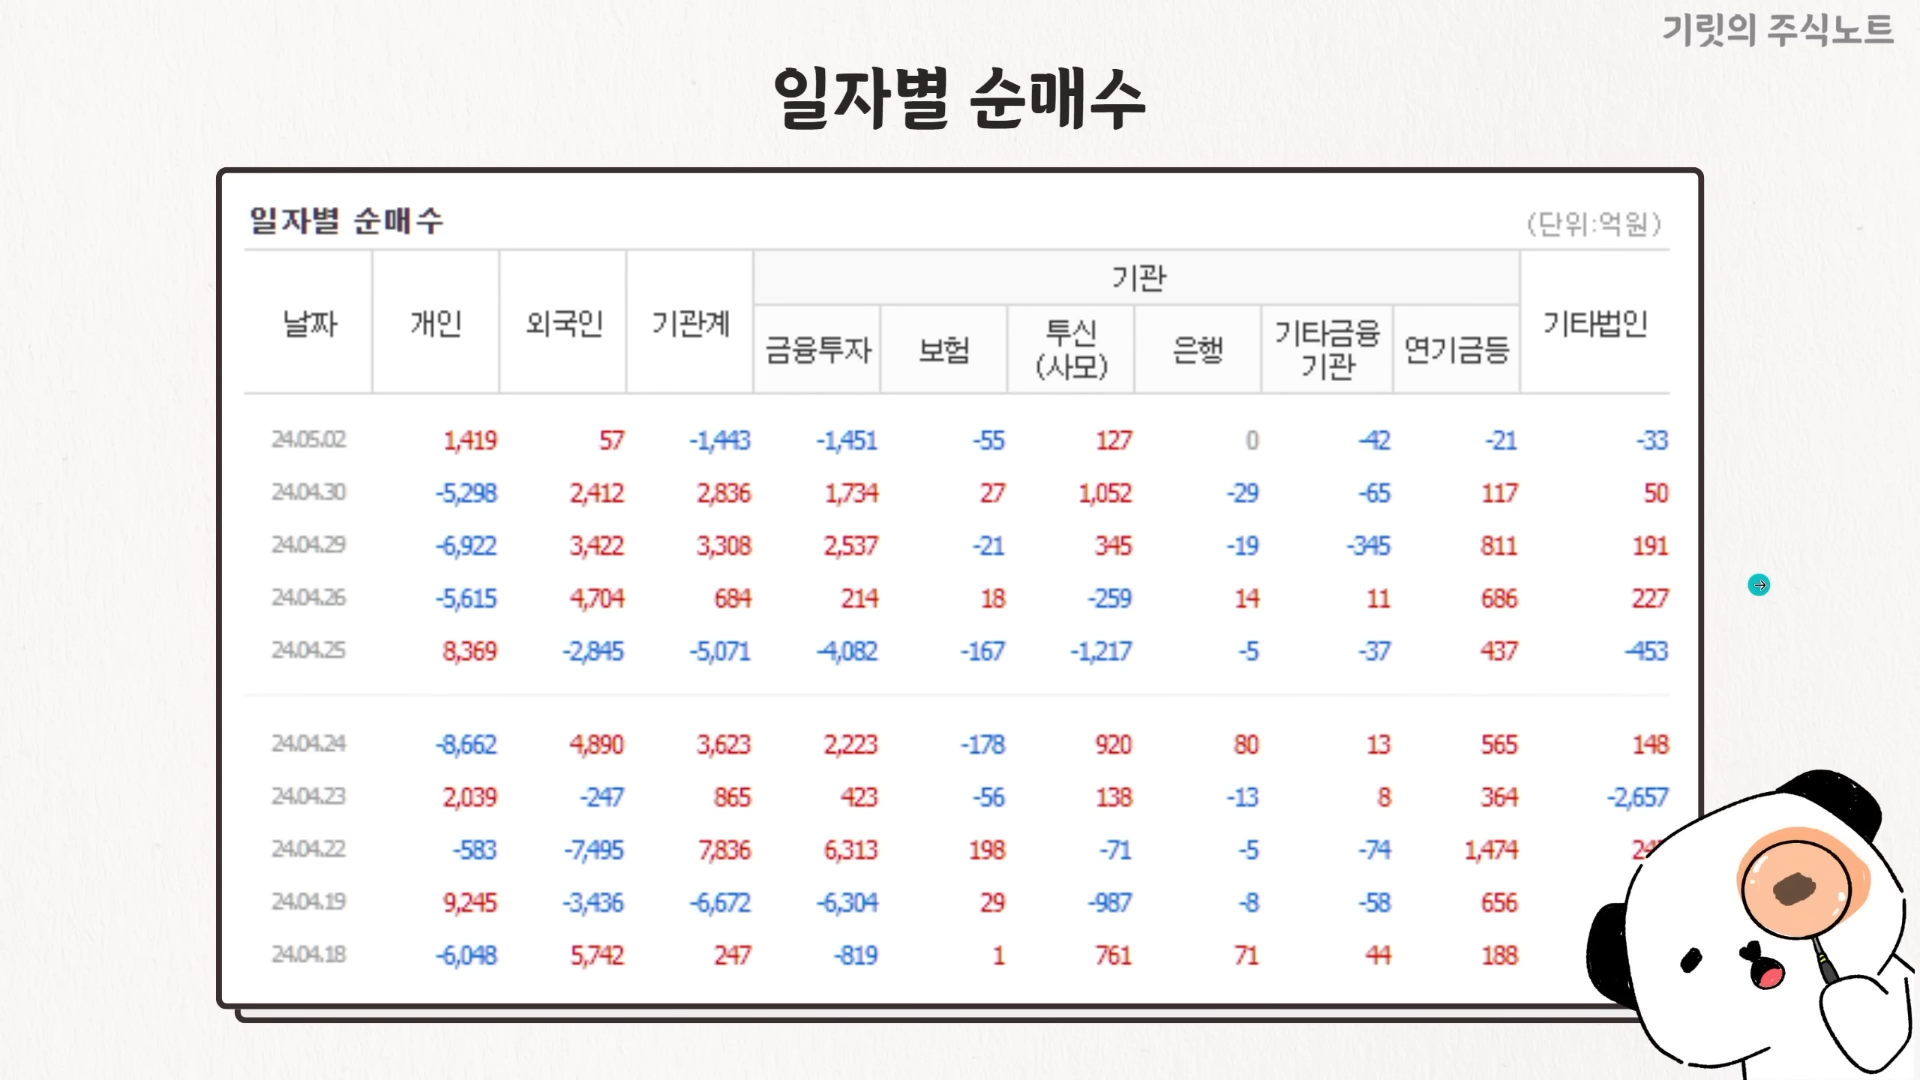 기릿의 주식노트
일자별 순매수
일자별 순매수 (단위:억원)
날짜 개인 외국인 기관계 기관 기타법인
금융투자 보험 투신(사모) 은행 기타금융기관 연기금등
24.05.02 1,419 57 -1,443 -1,451 -55 127 0 -42 -21 -33
24.04.30 -5,298 2,412 2,836 1,734 27 1,052 -29 -65 117 50
24.04.29 -6,922 3,422 3,308 2,537 -21 345 -19 -345 811 191
24.04.26 -5,615 4,704 684 214 18 -259 14 11 686 227
24.04.25 8,369 -2,845 -5,071 -4,082 -167 -1,217 -5 -37 437 -453
24.04.24 -8,662 4,890 3,623 2,223 -178 920 80 13 565 148
24.04.23 2,039 -247 865 423 -56 138 -13 8 364 -2,657
24.04.22 -583 -7,495 7,836 6,313 198 -71 -5 -74 1,474
24.04.19 9,245 -3,436 -6,672 -6,304 29 -987 -8 -58 656
24.04.18 -6,048 5,742 247 -819 1 761 71 44 188